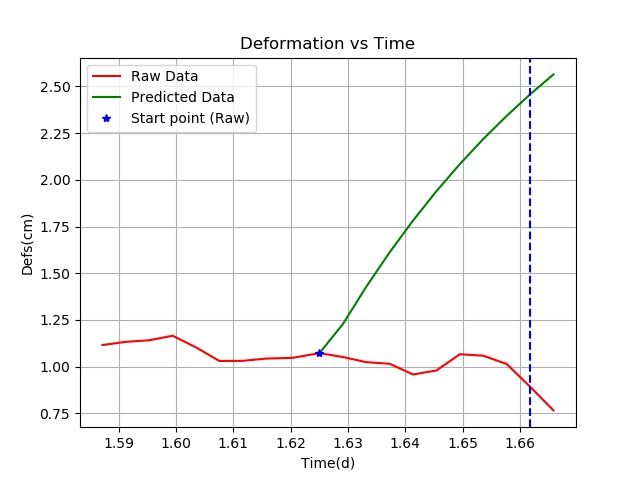 Deformation vs Time
Raw Data
Predicted Data
Start point (Raw)
2.50
2.25
2.00
1.75
1.50
1.25
1.00
0.75
Defs(cm)
1.59 1.60 1.61 1.62 1.63 1.64 1.65 1.66
Time(d)